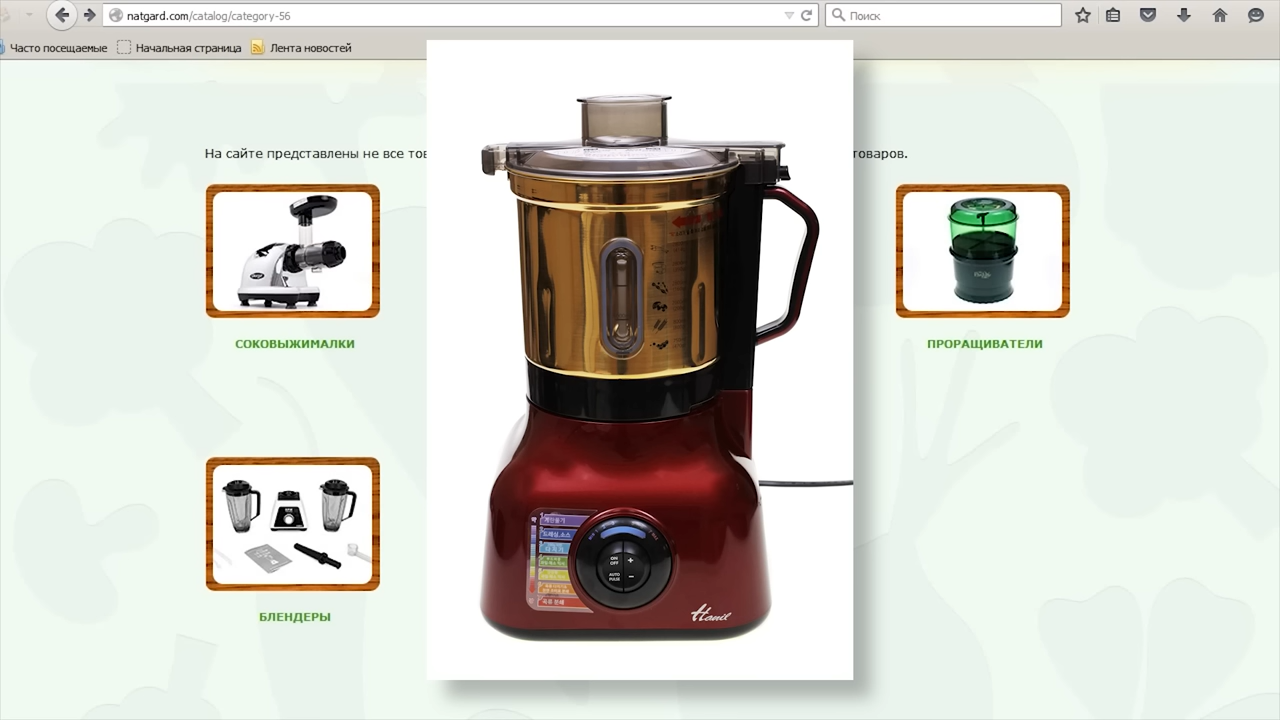 natgard.com/catalog/category-56
Поиск
Часто посещаемые
Начальная страница
Лента новостей
На сайте представлены не все тов
товаров.
СОКОВЫЖИМАЛКИ
ПРОРАЩИВАТЕЛИ
ON
OFF
AUTO
PULSE
+
−
Hanil
БЛЕНДЕРЫ